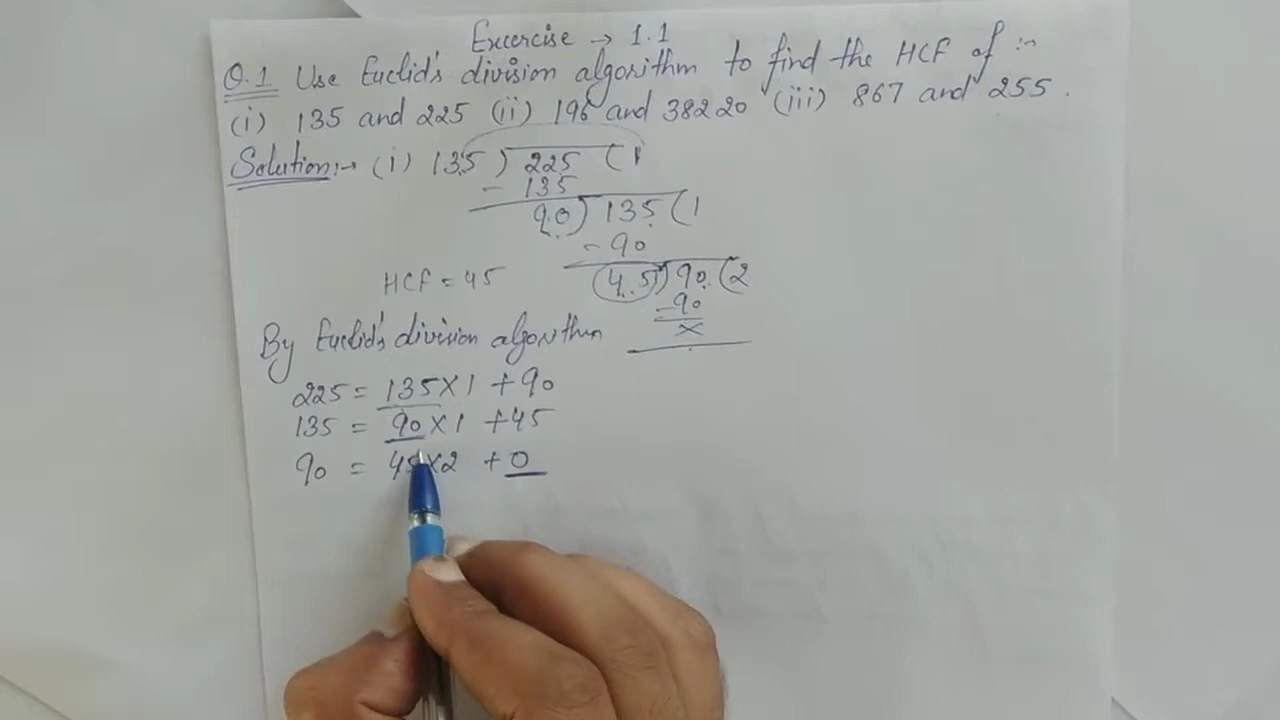 Excercise → 1.1
Q.1 Use Euclid's division algorithm to find the HCF of :-
(i) 135 and 225 (ii) 196 and 38220 (iii) 867 and 255.
Solution:→ (i) 135 ) 225 ( 1
- 135
90 ) 135 ( 1
- 90
HCF = 45 45 ) 90 ( 2
- 90
×
By Euclid's division algorithm
225 = 135 × 1 + 90
135 = 90 × 1 + 45
90 = 45 × 2 + 0